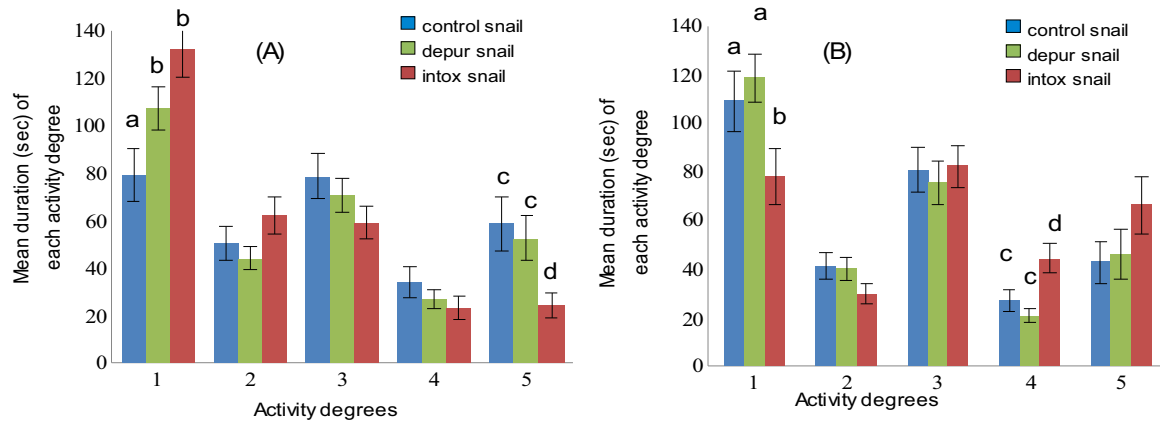 Mean duration (sec) of
each activity degree
140
120
100
80
60
40
20
0
(A)
control snail
depur snail
intox snail
a
b
b
c
c
d
1 2 3 4 5
Activity degrees
Mean duration (sec) of
each activity degree
140
120
100
80
60
40
20
0
(B)
control snail
depur snail
intox snail
a
a
b
c
c
d
1 2 3 4 5
Activity degrees